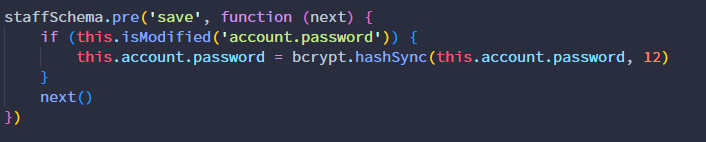 staffSchema.pre('save', function (next) {
    if (this.isModified('account.password')) {
        this.account.password = bcrypt.hashSync(this.account.password, 12)
    }
    next()
})